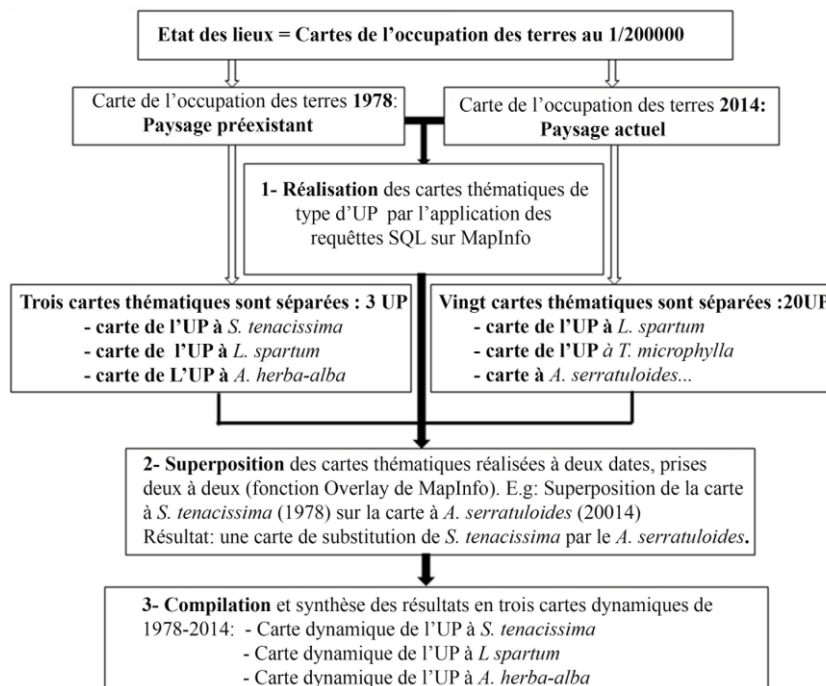 Etat des lieux = Cartes de l’occupation des terres au 1/200000
Carte de l’occupation des terres 1978:
Paysage préexistant
Carte de l’occupation des terres 2014:
Paysage actuel
1- Réalisation des cartes thématiques de
type d’UP par l’application des
requêttes SQL sur MapInfo
Trois cartes thématiques sont séparées : 3 UP
- carte de l’UP à S. tenacissima
- carte de l’UP à L. spartum
- carte de L’UP à A. herba-alba
Vingt cartes thématiques sont séparées :20UP
- carte de l’UP à L. spartum
- carte de l’UP à T. microphylla
- carte à A. serratuloides...
2- Superposition des cartes thématiques réalisées à deux dates, prises
deux à deux (fonction Overlay de MapInfo). E.g: Superposition de la carte
à S. tenacissima (1978) sur la carte à A. serratuloides (20014)
Résultat: une carte de substitution de S. tenacissima par le A. serratuloides.
3- Compilation et synthèse des résultats en trois cartes dynamiques de
1978-2014: - Carte dynamique de l’UP à S. tenacissima
- Carte dynamique de l’UP à L spartum
- Carte dynamique de l’UP à A. herba-alba